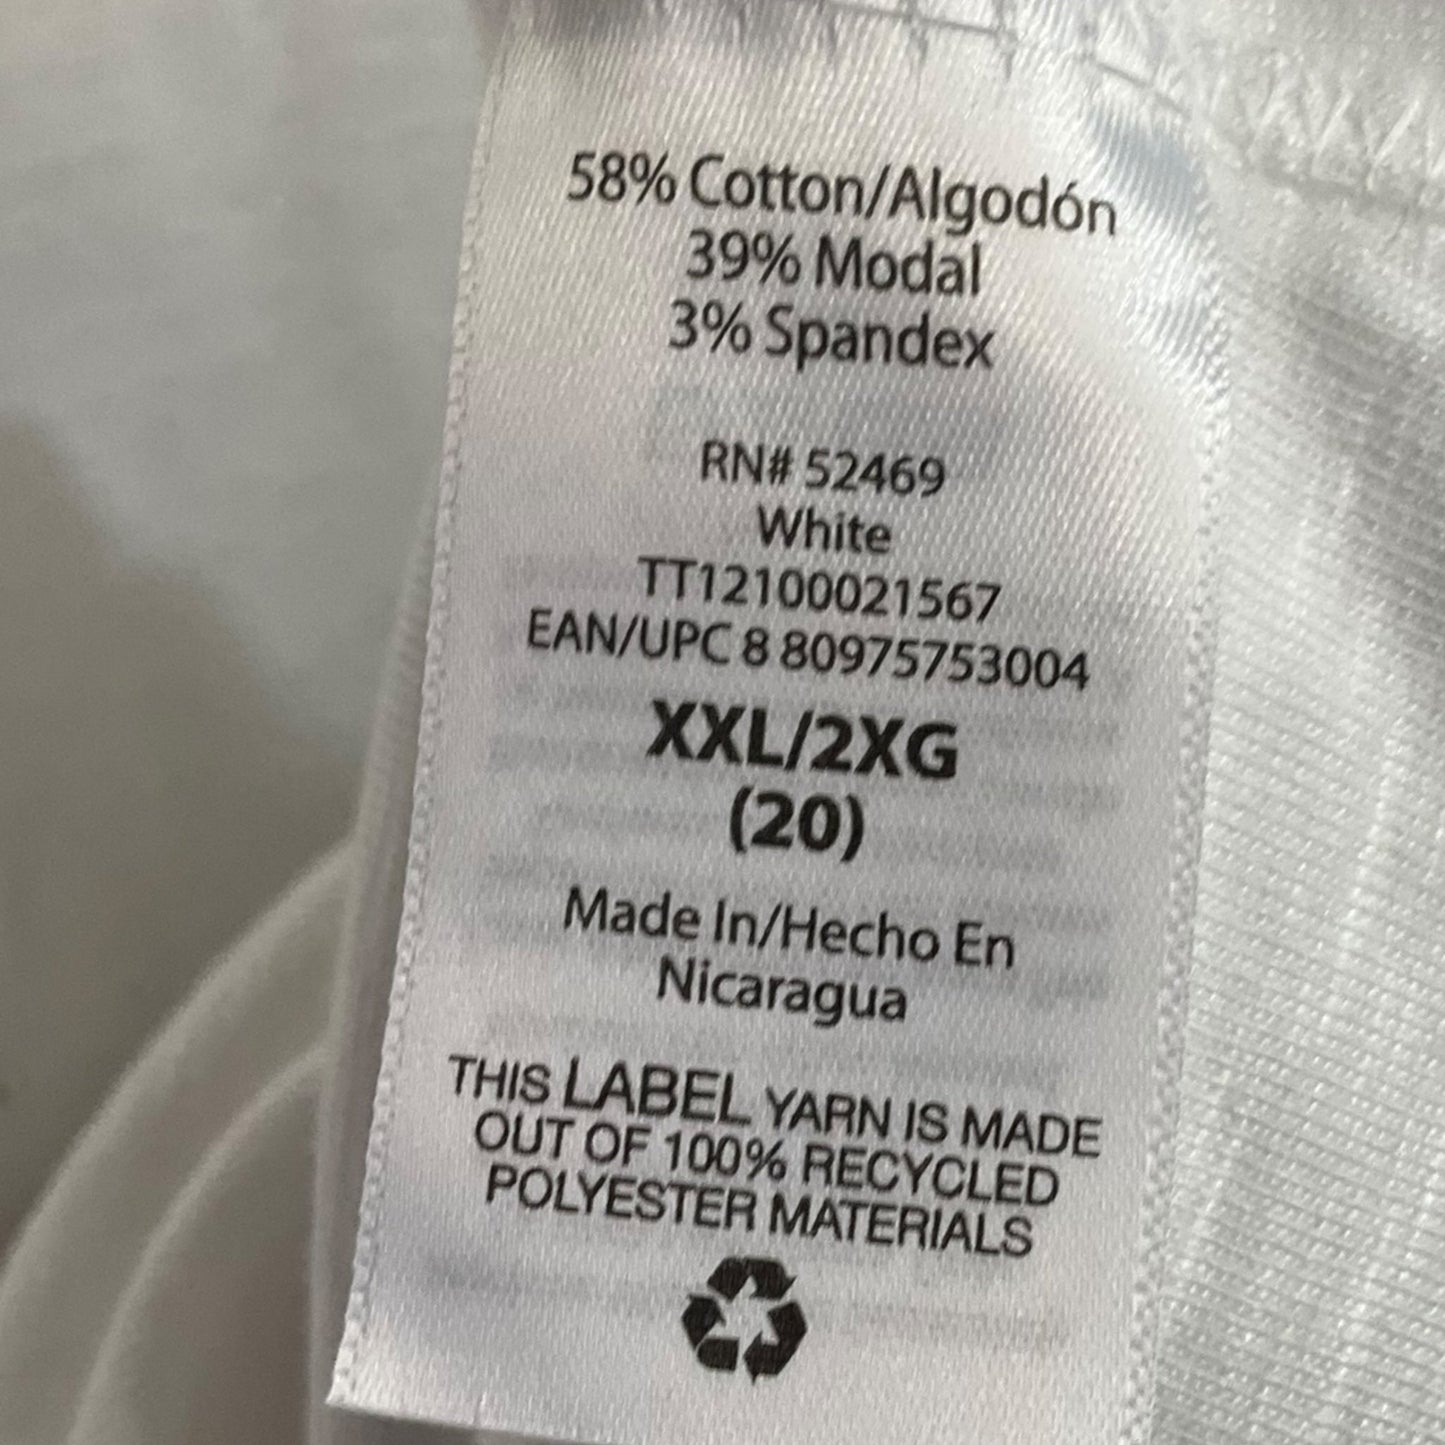 58% Cotton/Algodón
39% Modal
3% Spandex
RN# 52469
White
TT12100021567
EAN/UPC 8 80975753004
XXL/2XG
(20)
Made In/Hecho En
Nicaragua
THIS LABEL YARN IS MADE
OUT OF 100% RECYCLED
POLYESTER MATERIALS